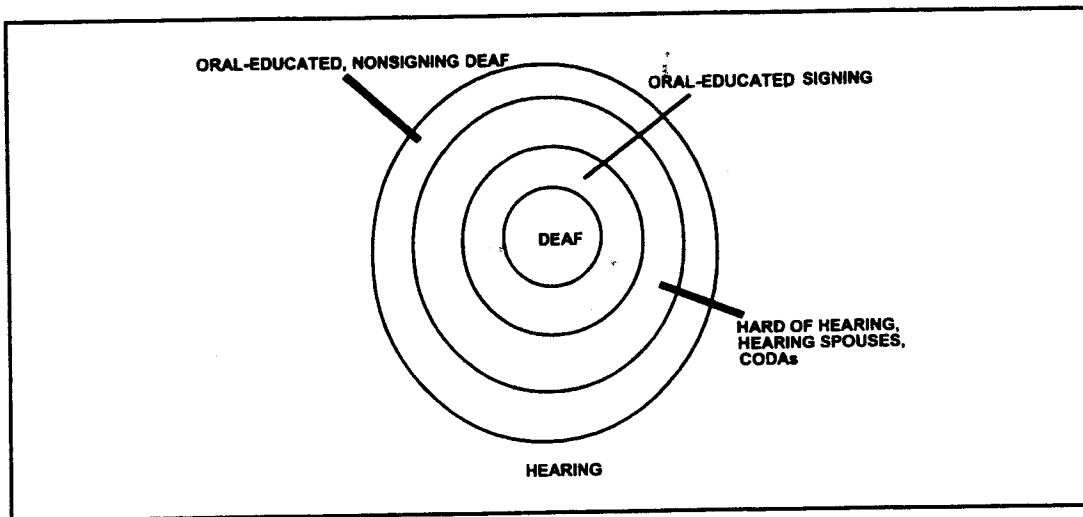 ORAL-EDUCATED, NONSIGNING DEAF
ORAL-EDUCATED SIGNING
DEAF
HARD OF HEARING,
HEARING SPOUSES,
CODAs
HEARING